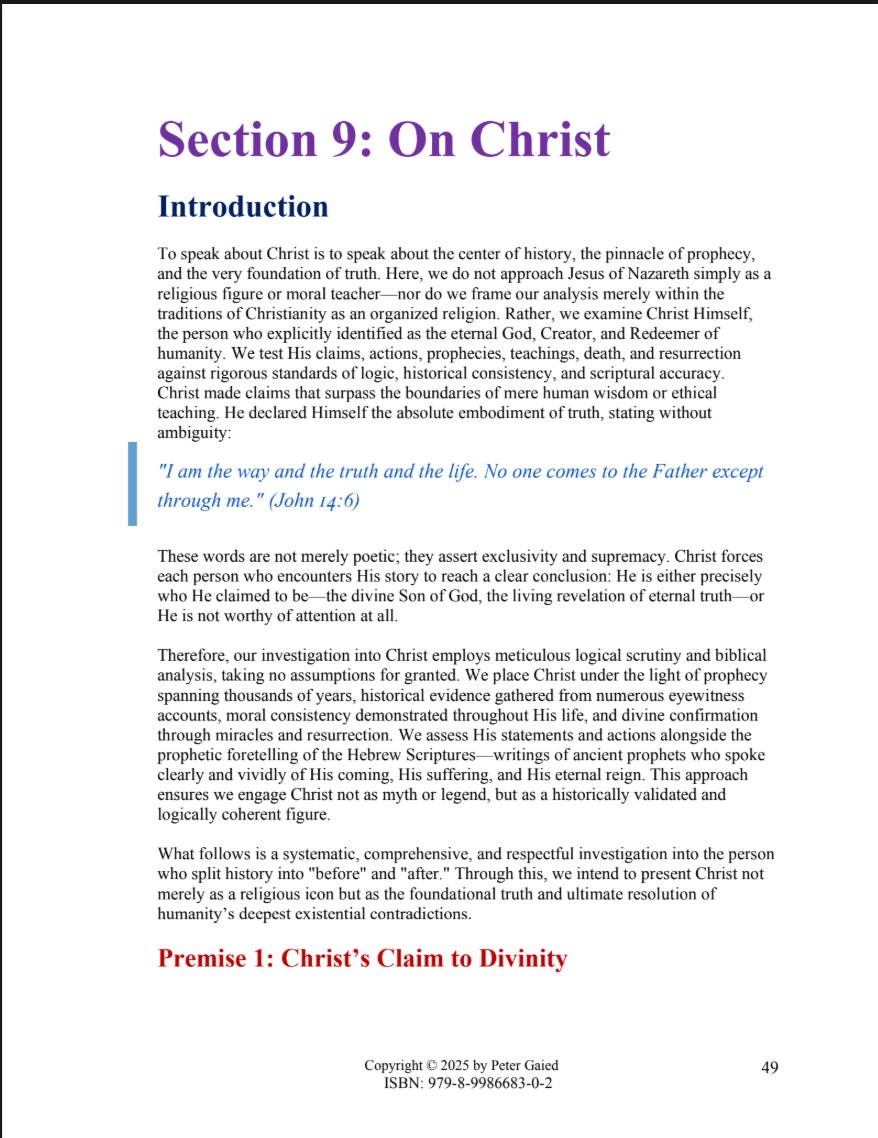 Section 9: On Christ
Introduction
To speak about Christ is to speak about the center of history, the pinnacle of prophecy,
and the very foundation of truth. Here, we do not approach Jesus of Nazareth simply as a
religious figure or moral teacher—nor do we frame our analysis merely within the
traditions of Christianity as an organized religion. Rather, we examine Christ Himself,
the person who explicitly identified as the eternal God, Creator, and Redeemer of
humanity. We test His claims, actions, prophecies, teachings, death, and resurrection
against rigorous standards of logic, historical consistency, and scriptural accuracy.
Christ made claims that surpass the boundaries of mere human wisdom or ethical
teaching. He declared Himself the absolute embodiment of truth, stating without
ambiguity:
"I am the way and the truth and the life. No one comes to the Father except
through me." (John 14:6)
These words are not merely poetic; they assert exclusivity and supremacy. Christ forces
each person who encounters His story to reach a clear conclusion: He is either precisely
who He claimed to be—the divine Son of God, the living revelation of eternal truth—or
He is not worthy of attention at all.
Therefore, our investigation into Christ employs meticulous logical scrutiny and biblical
analysis, taking no assumptions for granted. We place Christ under the light of prophecy
spanning thousands of years, historical evidence gathered from numerous eyewitness
accounts, moral consistency demonstrated throughout His life, and divine confirmation
through miracles and resurrection. We assess His statements and actions alongside the
prophetic foretelling of the Hebrew Scriptures—writings of ancient prophets who spoke
clearly and vividly of His coming, His suffering, and His eternal reign. This approach
ensures we engage Christ not as myth or legend, but as a historically validated and
logically coherent figure.
What follows is a systematic, comprehensive, and respectful investigation into the person
who split history into "before" and "after." Through this, we intend to present Christ not
merely as a religious icon but as the foundational truth and ultimate resolution of
humanity’s deepest existential contradictions.
Premise 1: Christ’s Claim to Divinity
Copyright © 2025 by Peter Gaied
ISBN: 979-8-9986683-0-2
49